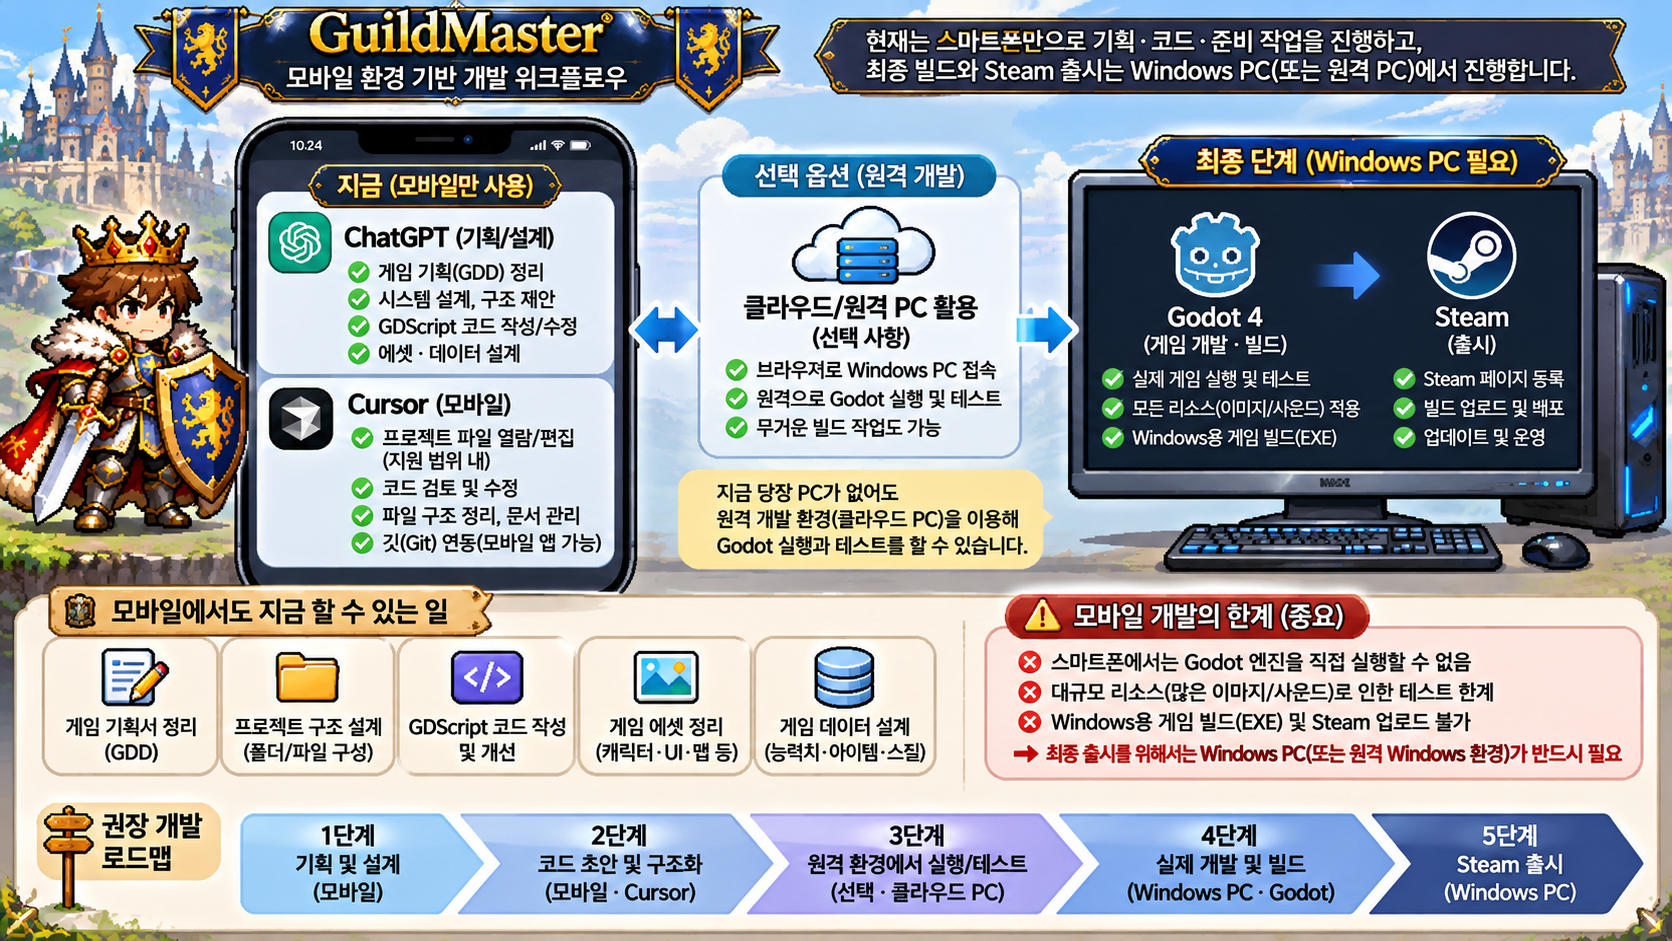 GuildMaster
모바일 환경 기반 개발 워크플로우
현재는 스마트폰만으로 기획·코드·준비 작업을 진행하고,
최종 빌드와 Steam 출시는 Windows PC(또는 원격 PC)에서 진행합니다.
10.24
지금 (모바일만 사용)
ChatGPT (기획/설계)
게임 기획(GDD) 정리
시스템 설계, 구조 제안
GDScript 코드 작성/수정
에셋·데이터 설계
Cursor (모바일)
프로젝트 파일 열람/편집
(지원 범위 내)
코드 검토 및 수정
파일 구조 정리, 문서 관리
깃(Git) 연동(모바일 앱 가능)
선택 옵션 (원격 개발)
클라우드/원격 PC 활용
(선택 사항)
브라우저로 Windows PC 접속
원격으로 Godot 실행 및 테스트
무거운 빌드 작업도 가능
지금 당장 PC가 없어도
원격 개발 환경(클라우드 PC)을 이용해
Godot 실행과 테스트를 할 수 있습니다.
최종 단계 (Windows PC 필요)
Godot 4
(게임 개발·빌드)
실제 게임 실행 및 테스트
모든 리소스(이미지/사운드) 적용
Windows용 게임 빌드(EXE)
Steam
(출시)
Steam 페이지 등록
빌드 업로드 및 배포
업데이트 및 운영
모바일에서도 지금 할 수 있는 일
게임 기획서 정리
(GDD)
프로젝트 구조 설계
(폴더/파일 구성)
</>
GDScript 코드 작성
및 개선
게임 에셋 정리
(캐릭터·UI·맵 등)
게임 데이터 설계
(능력치·아이템·스질)
모바일 개발의 한계 (중요)
스마트폰에서는 Godot 엔진을 직접 실행할 수 없음
대규모 리소스(많은 이미지/사운드)로 인한 테스트 한계
Windows용 게임 빌드(EXE) 및 Steam 업로드 불가
최종 출시를 위해서는 Windows PC(또는 원격 Windows 환경)가 반드시 필요
권장 개발
로드맵
1단계
기획 및 설계
(모바일)
2단계
코드 초안 및 구조화
(모바일·Cursor)
3단계
원격 환경에서 실행/테스트
(선택·클라우드 PC)
4단계
실제 개발 및 빌드
(Windows PC·Godot)
5단계
Steam 출시
(Windows PC)